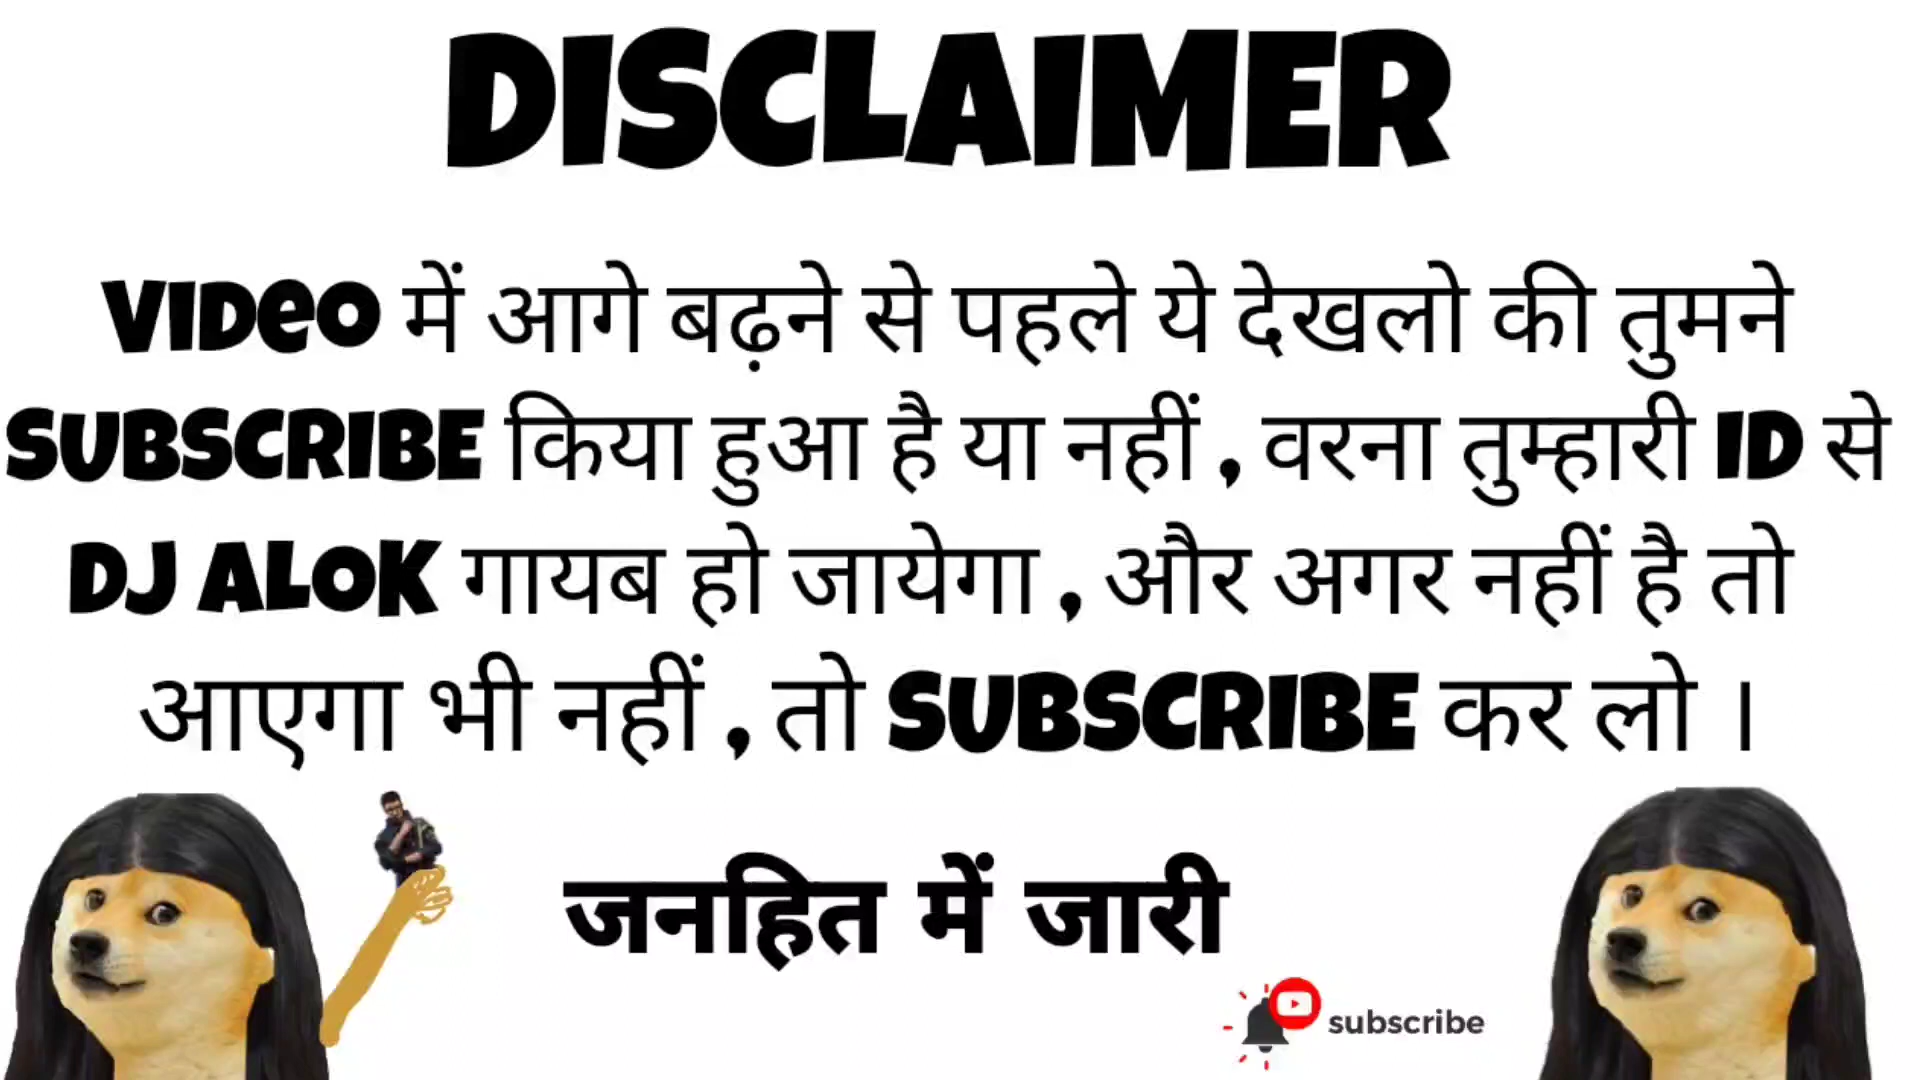 DISCLAIMER
VIDEO में आगे बढ़ने से पहले ये देखलो की तुमने
SUBSCRIBE किया हुआ है या नहीं , वरना तुम्हारी ID से
DJ ALOK गायब हो जायेगा , और अगर नहीं है तो
आएगा भी नहीं , तो SUBSCRIBE कर लो ।
जनहित में जारी
subscribe